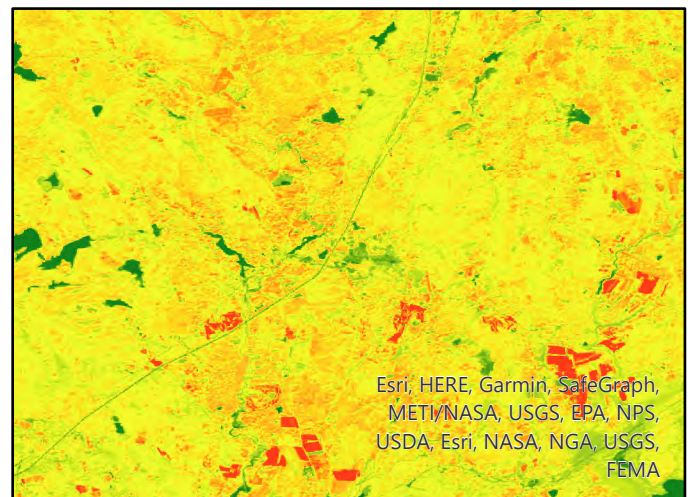 Esri, HERE, Garmin, SafeGraph,
METI/NASA, USGS, EPA, NPS,
USDA, Esri, NASA, NGA, USGS,
FEMA